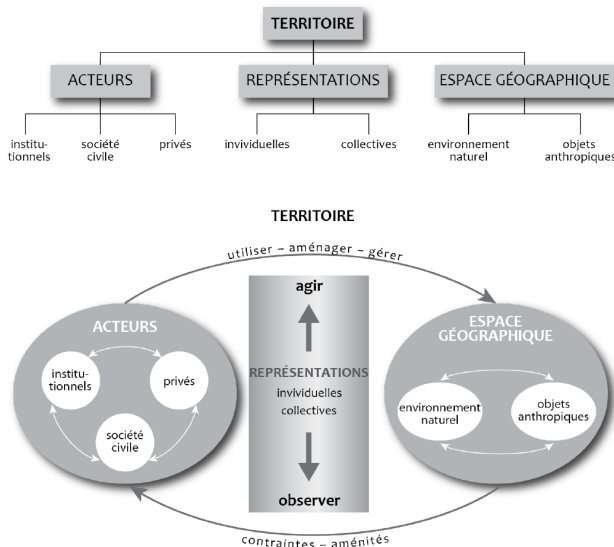 TERRITOIRE
ACTEURS
REPRÉSENTATIONS
ESPACE GÉOGRAPHIQUE
institu-
tionnels
société
civile
privés
invividuelles
collectives
environnement
naturel
objets
anthropiques
TERRITOIRE
utiliser – aménager – gérer
agir
ACTEURS
institu-
tionnels
privés
société
civile
REPRÉSENTATIONS
invividuelles
collectives
observer
ESPACE
GÉOGRAPHIQUE
environnement
naturel
objets
anthropiques
contraintes – aménités